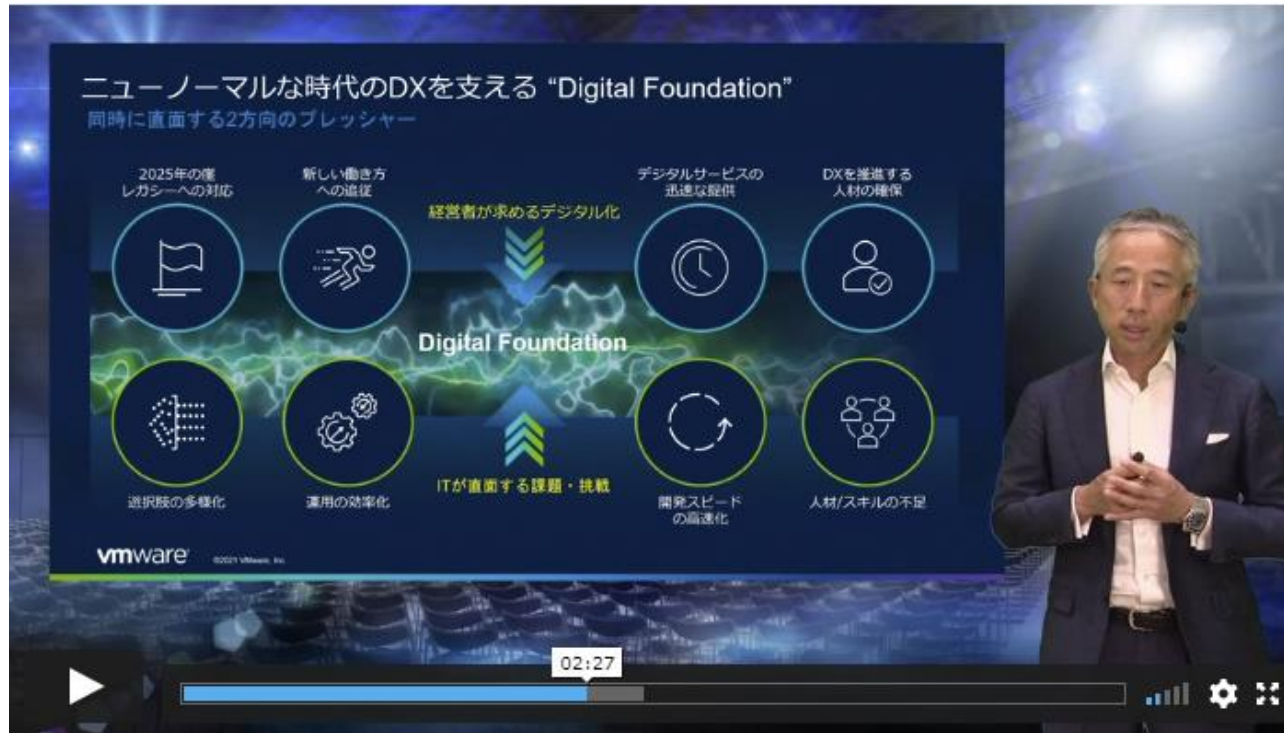 ニューノーマルな時代のDXを支える “Digital Foundation”
同時に直面する2方向のプレッシャー
2025年の崖
レガシーへの対応
新しい働き方
への追従
経営者が求めるデジタル化
デジタルサービスの
迅速な提供
DXを推進する
人材の確保
Digital Foundation
選択肢の多様化
運用の効率化
ITが直面する課題・挑戦
開発スピード
の高速化
人材/スキルの不足
vmware
©2021 VMware, Inc.
02:27